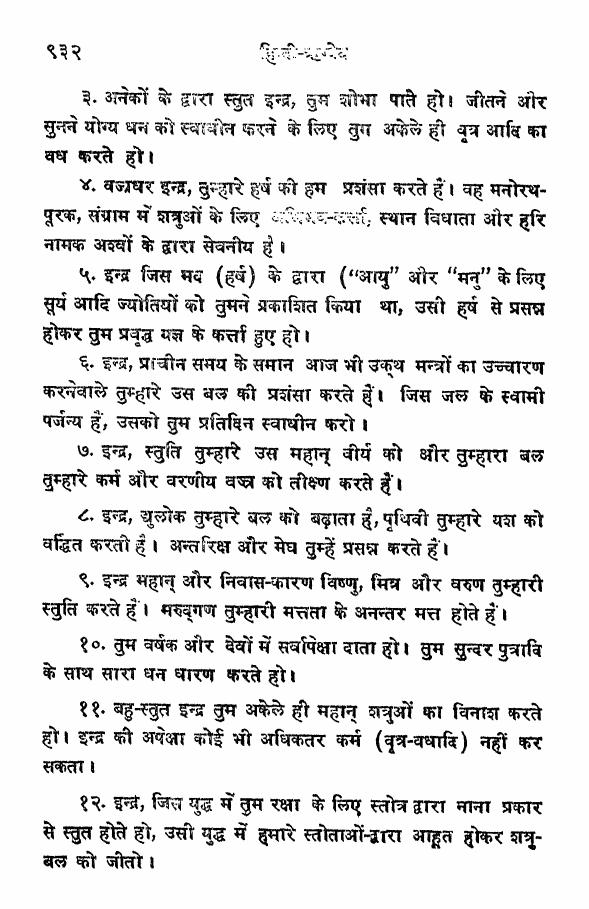 ९३२ हिन्दी-ऋग्वेद
३. अनेकों के द्वारा स्तुत इन्द्र, तुम शोभा पाते हो। जीतने और
सुनने योग्य धन को स्वाधीन करने के लिए तुम अकेले ही वृत्र आदि का
वध करते हो।
४. वज्रधर इन्द्र, तुम्हारे हर्ष की हम प्रशंसा करते हैं। वह मनोरथ-
पूरक, संग्राम में शत्रुओं के लिए अभिभव-कर्त्ता, स्थान विधाता और हरि
नामक अश्वों के द्वारा सेवनीय है।
५. इन्द्र जिस मद (हर्ष) के द्वारा (“आयु” और “मनु” के लिए
सूर्य आदि ज्योतियों को तुमने प्रकाशित किया था, उसी हर्ष से प्रसन्न
होकर तुम प्रवृद्ध यज्ञ के कर्त्ता हुए हो।
६. इन्द्र, प्राचीन समय के समान आज भी उक्थ मन्त्रों का उच्चारण
करनेवाले तुम्हारे उस बल की प्रशंसा करते हैं। जिस जल के स्वामी
पर्जन्य हैं, उसको तुम प्रतिदिन स्वाधीन करो।
७. इन्द्र, स्तुति तुम्हारे उस महान् वीर्य को और तुम्हारा बल
तुम्हारे कर्म और वरणीय वज्र को तीक्ष्ण करते हैं।
८. इन्द्र, द्युलोक तुम्हारे बल को बढ़ाता है, पृथिवी तुम्हारे यश को
वर्द्धित करती है। अन्तरिक्ष और मेघ तुम्हें प्रसन्न करते हैं।
९. इन्द्र महान् और निवास-कारण विष्णु, मित्र और वरुण तुम्हारी
स्तुति करते हैं। मरुद्गण तुम्हारी मत्तता के अनन्तर मत्त होते हैं।
१०. तुम वर्षक और देवों में सर्वापेक्षा दाता हो। तुम सुन्दर पुत्रादि
के साथ सारा धन धारण करते हो।
११. बहु-स्तुत इन्द्र तुम अकेले ही महान् शत्रुओं का विनाश करते
हो। इन्द्र की अपेक्षा कोई भी अधिकतर कर्म (वृत्र-वधादि) नहीं कर
सकता।
१२. इन्द्र, जिस युद्ध में तुम रक्षा के लिए स्तोत्र द्वारा नाना प्रकार
से स्तुत होते हो, उसी युद्ध में हमारे स्तोताओं-द्वारा आहूत होकर शत्रु-
बल को जीतो।